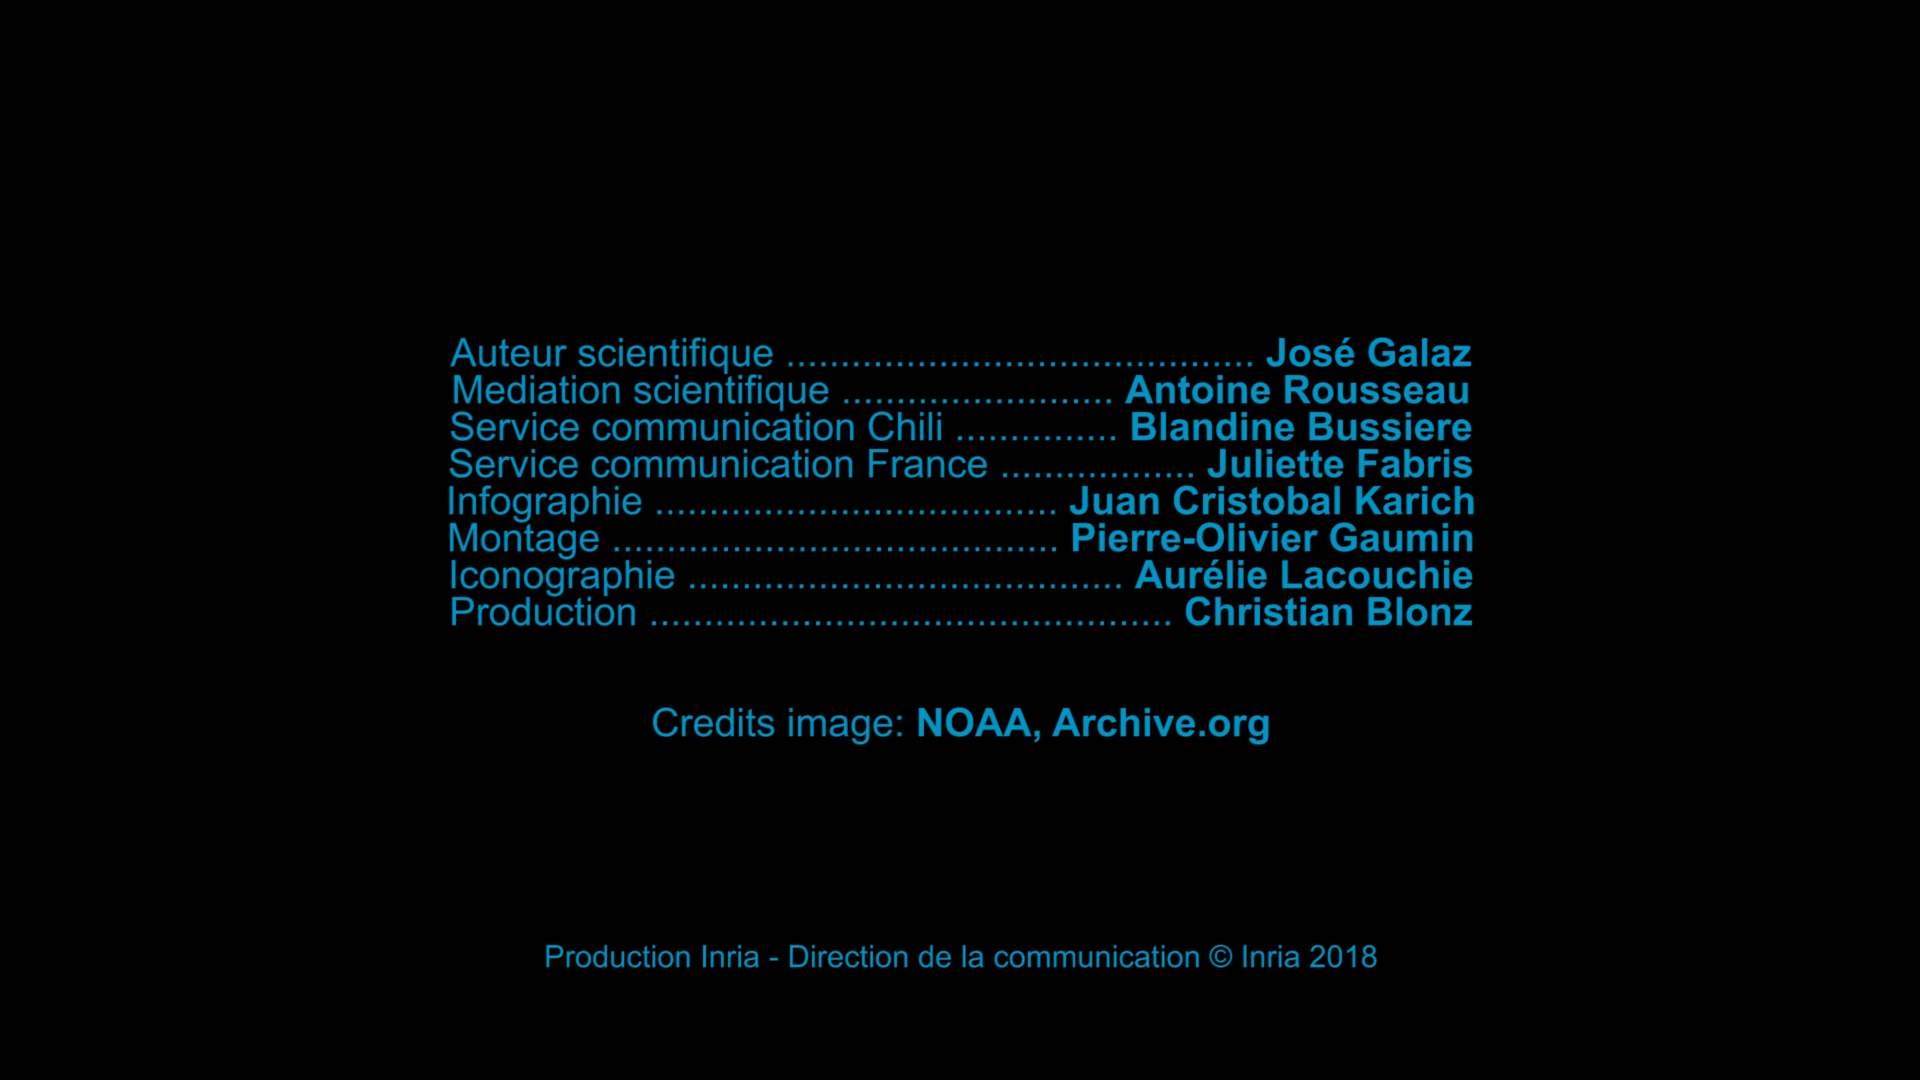 Auteur scientifique ........................................... José Galaz
Mediation scientifique ......................... Antoine Rousseau
Service communication Chili ............... Blandine Bussiere
Service communication France .................. Juliette Fabris
Infographie ..................................... Juan Cristobal Karich
Montage ......................................... Pierre-Olivier Gaumin
Iconographie ........................................ Aurélie Lacouchie
Production ................................................ Christian Blonz
Credits image: NOAA, Archive.org
Production Inria - Direction de la communication © Inria 2018